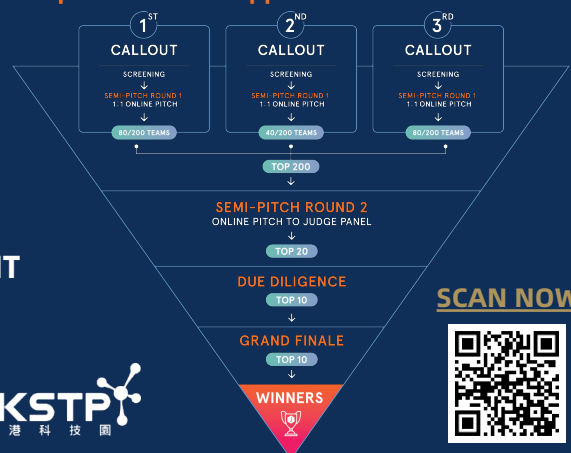 1ST
CALLOUT
SCREENING
SEMI-PITCH ROUND 1
1-1 ONLINE PITCH
80/200 TEAMS
2ND
CALLOUT
SCREENING
SEMI-PITCH ROUND 1
1-1 ONLINE PITCH
40/200 TEAMS
3RD
CALLOUT
SCREENING
SEMI-PITCH ROUND 1
1-1 ONLINE PITCH
80/200 TEAMS
TOP 200
SEMI-PITCH ROUND 2
ONLINE PITCH TO JUDGE PANEL
TOP 20
DUE DILIGENCE
TOP 10
GRAND FINALE
TOP 10
WINNERS
IT
SCAN NOW
KSTP
港科技園